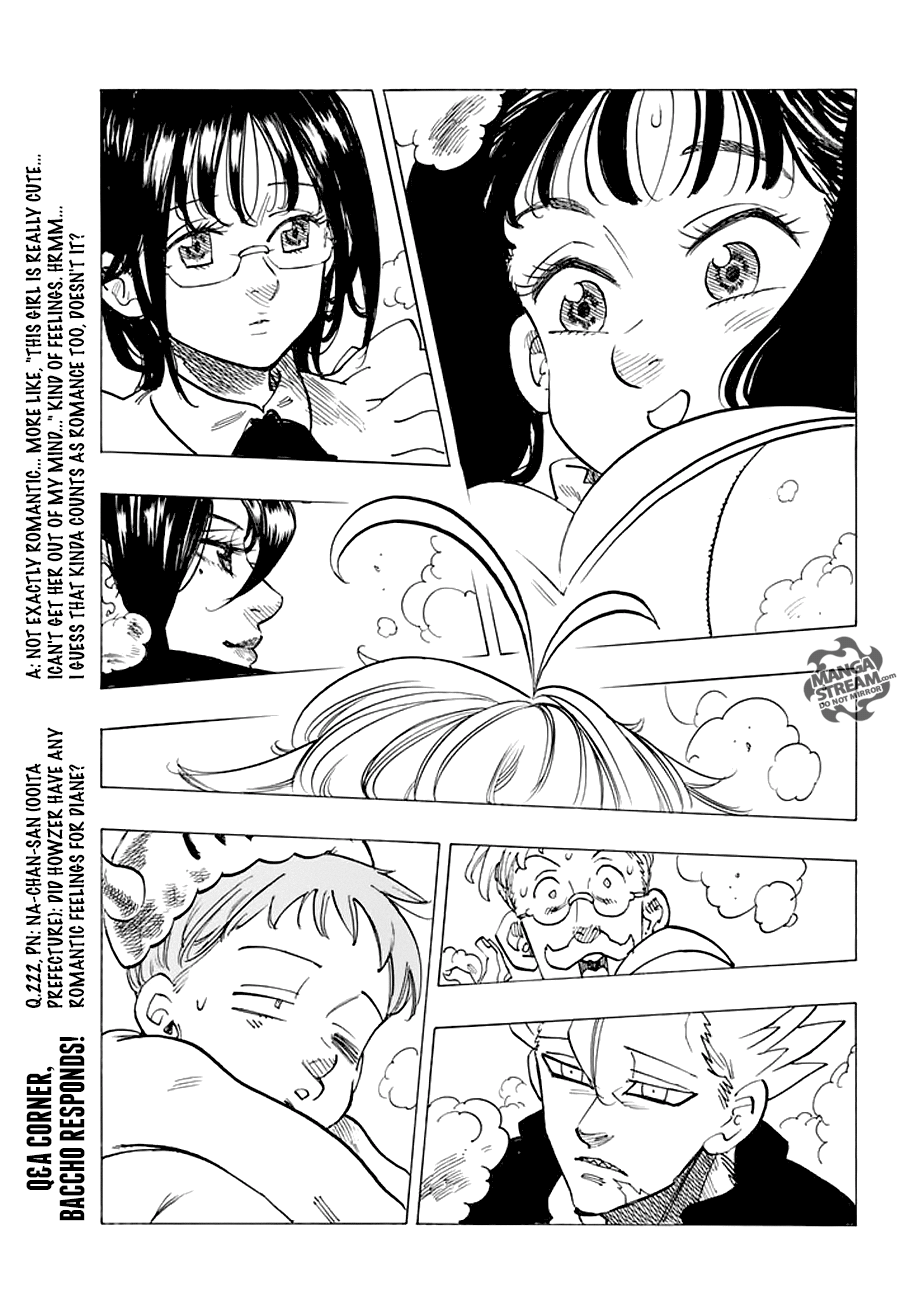 Q&A CORNER,
BACCHO RESPONDS!
Q.222, PN: NA-CHAN-SAN (OOITA
PREFECTURE): DID HOWZER HAVE ANY
ROMANTIC FEELINGS FOR DIANE?
A: NOT EXACTLY ROMANTIC... MORE LIKE, "THIS GIRL IS REALLY CUTE...
ICAN'T GET HER OUT OF MY MIND..." KIND OF FEELINGS, HRMM...
I GUESS THAT KINDA COUNTS AS ROMANCE TOO, DOESN'T IT?
MANGA
STREAM.com
DO NOT MIRROR